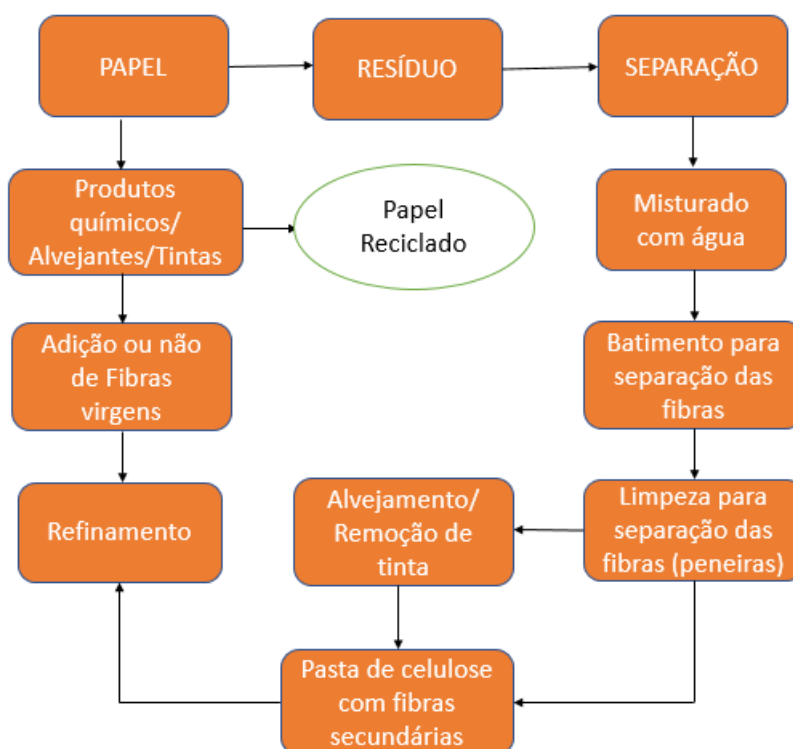 PAPEL
RESÍDUO
SEPARAÇÃO
Produtos
químicos/
Alvejantes/Tintas
Papel
Reciclado
Misturado
com água
Adição ou não
de Fibras
virgens
Batimento para
separação das
fibras
Refinamento
Alvejamento/
Remoção de
tinta
Limpeza para
separação das
fibras (peneiras)
Pasta de celulose
com fibras
secundárias